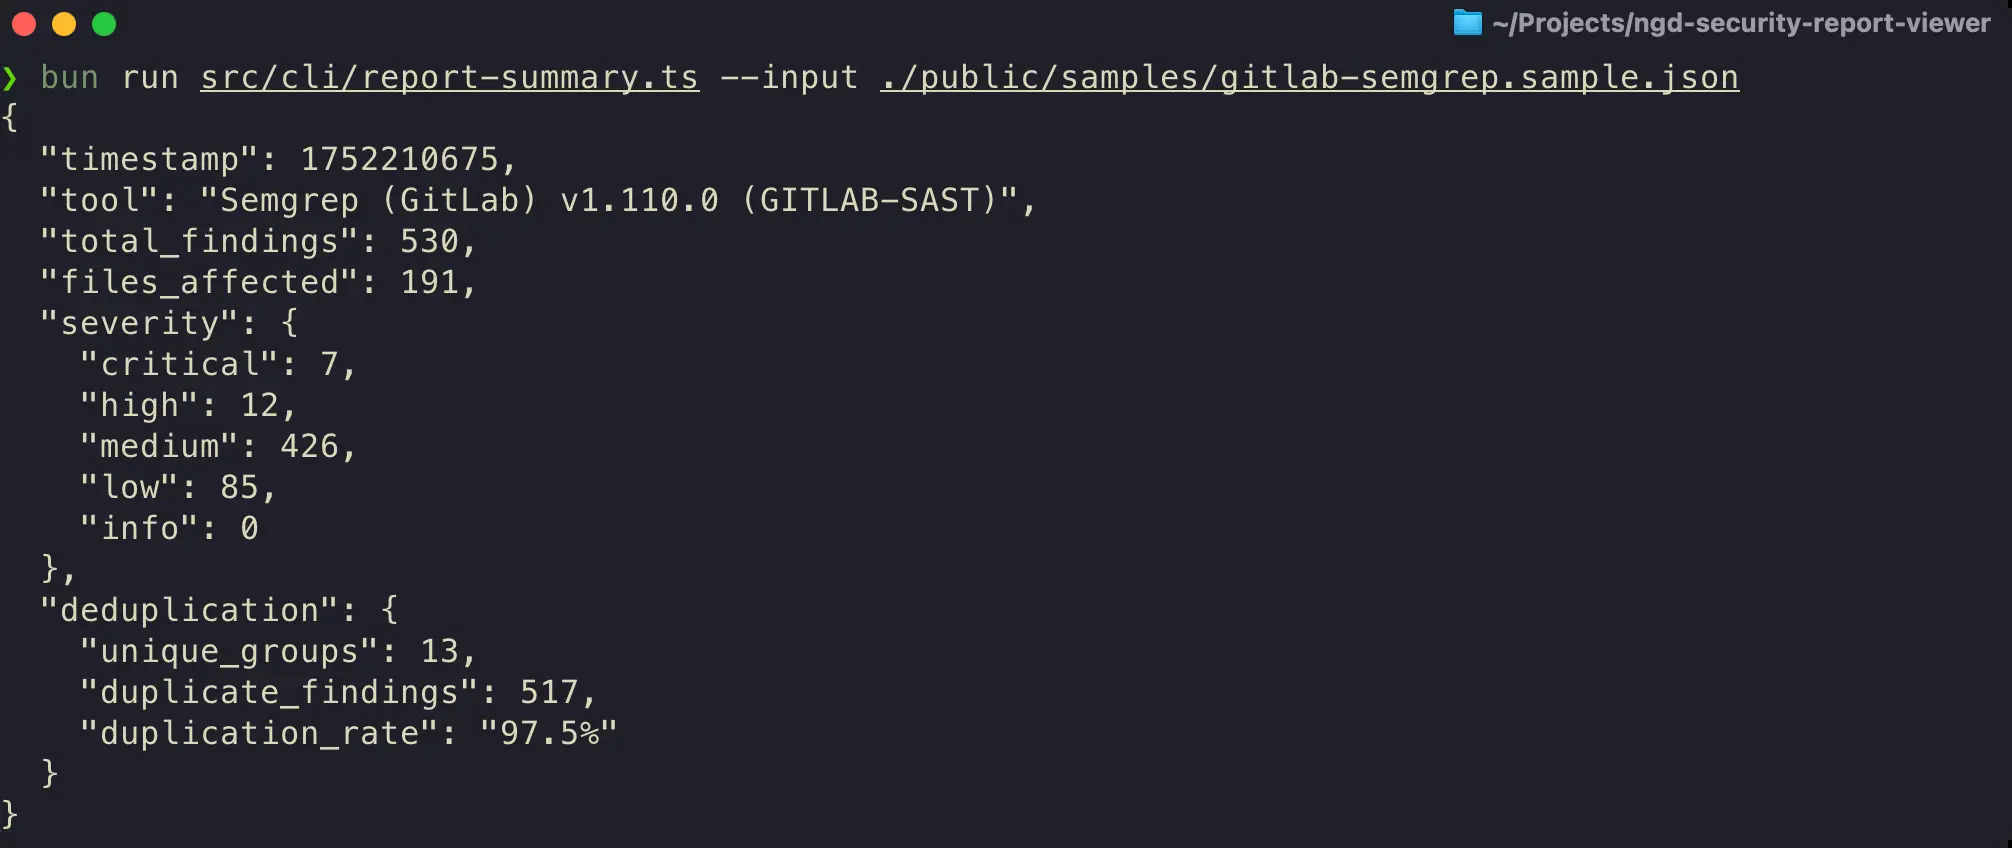 ~/Projects/ngd-security-report-viewer
❯ bun run src/cli/report-summary.ts --input ./public/samples/gitlab-semgrep.sample.json
{
  "timestamp": 1752210675,
  "tool": "Semgrep (GitLab) v1.110.0 (GITLAB-SAST)",
  "total_findings": 530,
  "files_affected": 191,
  "severity": {
    "critical": 7,
    "high": 12,
    "medium": 426,
    "low": 85,
    "info": 0
  },
  "deduplication": {
    "unique_groups": 13,
    "duplicate_findings": 517,
    "duplication_rate": "97.5%"
  }
}